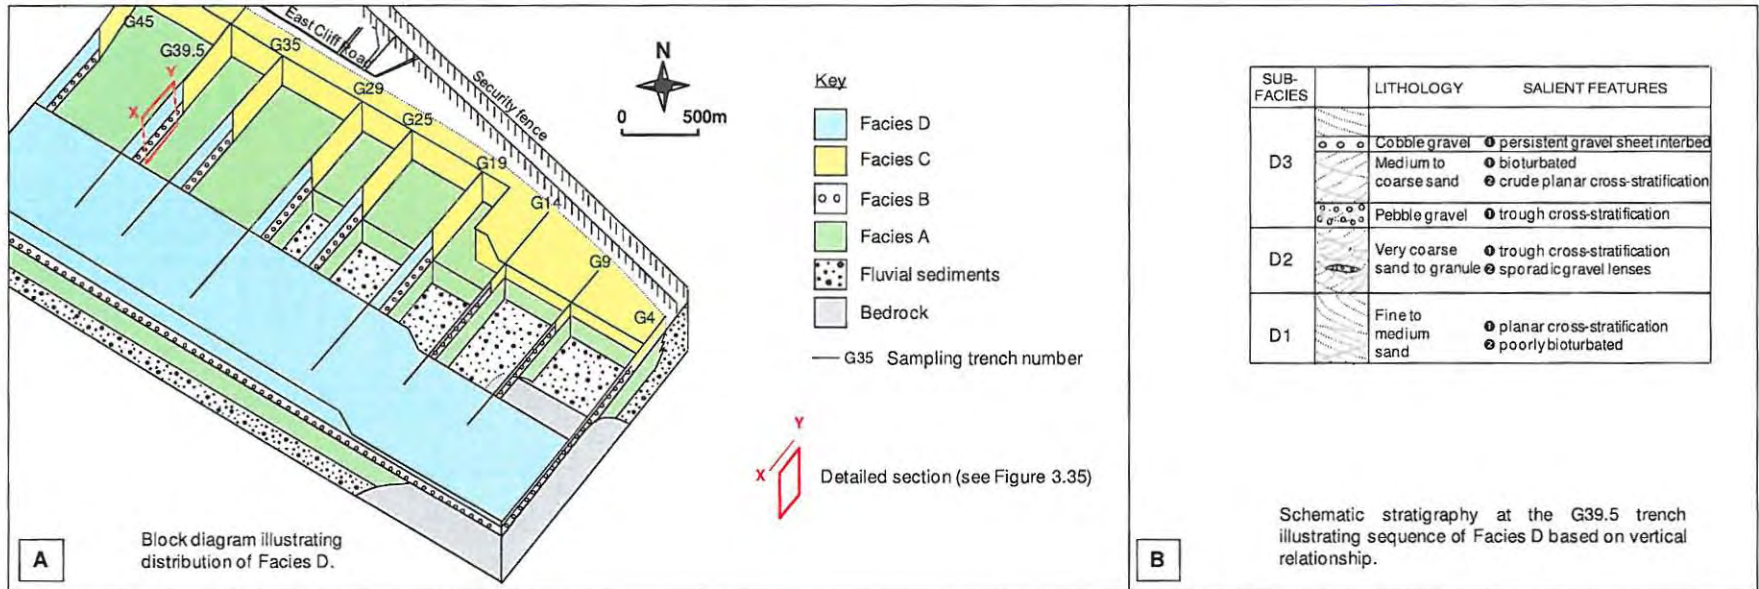 G45
G39.5
Y
X
G35
East Cliff Road
G29
Security fence
G25
G19
G14
G9
G4
N
0 500m
Key
Facies D
Facies C
Facies B
Facies A
Fluvial sediments
Bedrock
G35 Sampling trench number
Y
X
Detailed section (see Figure 3.35)
A
Block diagram illustrating
distribution of Facies D.
SUB-
FACIES
LITHOLOGY SALIENT FEATURES
D3
Cobble gravel ❶ persistent gravel sheet interbed
Medium to ❶ bioturbated
coarse sand ❷ crude planar cross-stratification
Pebble gravel ❶ trough cross-stratification
D2
Very coarse ❶ trough cross-stratification
sand to granule ❷ sporadic gravel lenses
D1
Fine to
medium
sand
❶ planar cross-stratification
❷ poorly bioturbated
B
Schematic stratigraphy at the G39.5 trench
illustrating sequence of Facies D based on vertical
relationship.